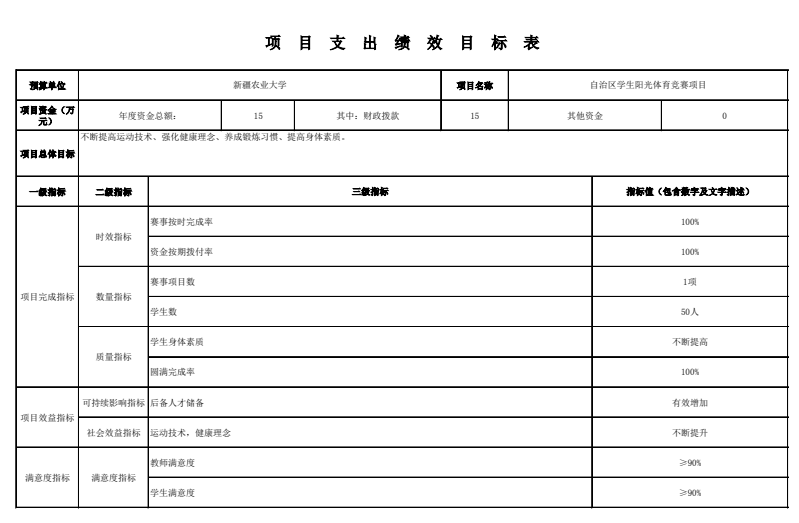 项目支出绩效目标表
预算单位 新疆农业大学 项目名称 自治区学生阳光体育竞赛项目
项目资金（万元） 年度资金总额： 15 其中：财政拨款 15 其他资金 0
项目总体目标 不断提高运动技术、强化健康理念、养成锻炼习惯、提高身体素质。
一级指标 二级指标 三级指标 指标值（包含数字及文字描述）
项目完成指标 时效指标 赛事按时完成率 100%
资金按期拨付率 100%
数量指标 赛事项目数 1项
学生数 50人
质量指标 学生身体素质 不断提高
圆满完成率 100%
项目效益指标 可持续影响指标 后备人才储备 有效增加
社会效益指标 运动技术，健康理念 不断提升
满意度指标 满意度指标 教师满意度 ≥90%
学生满意度 ≥90%